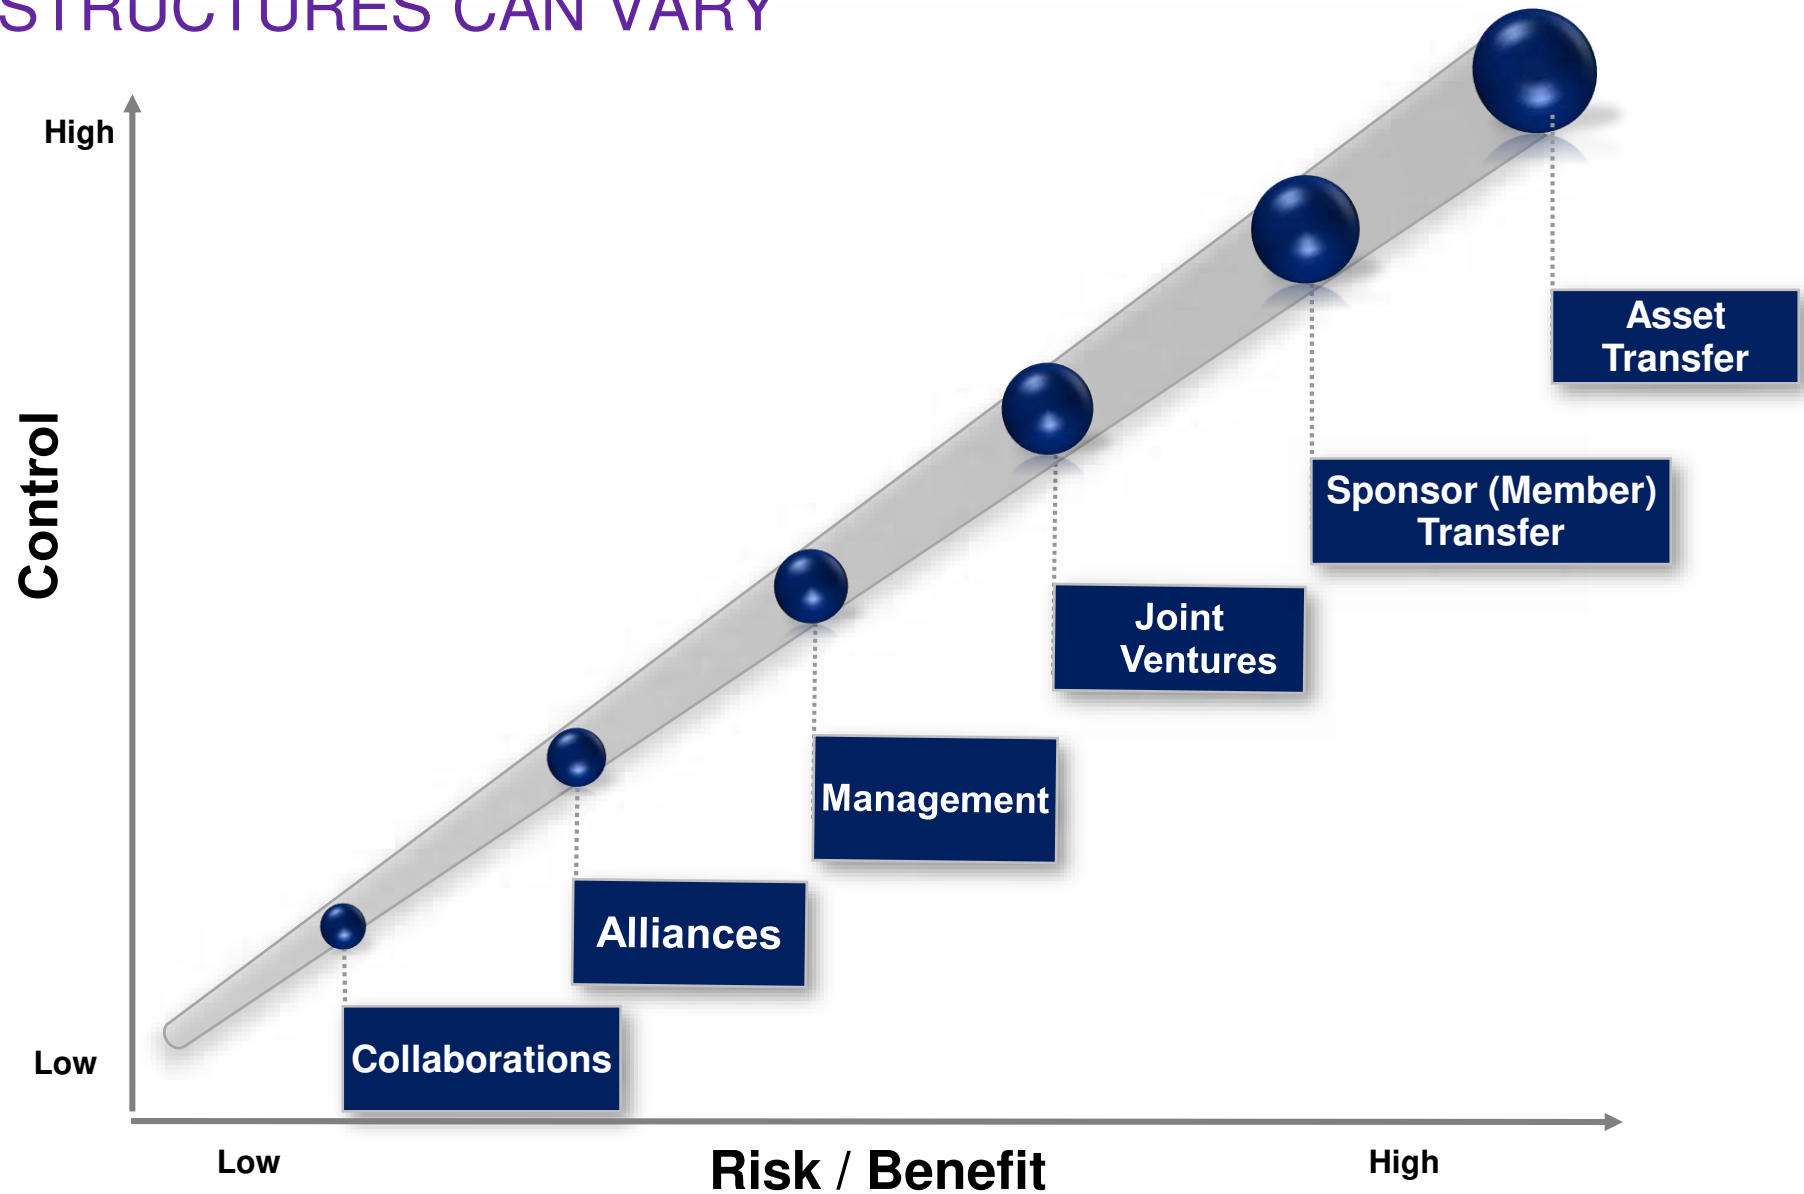 STRUCTURES CAN VARY
High
Control
Asset
Transfer
Sponsor (Member)
Transfer
Joint
Ventures
Management
Alliances
Collaborations
Low
Low
Risk / Benefit
High